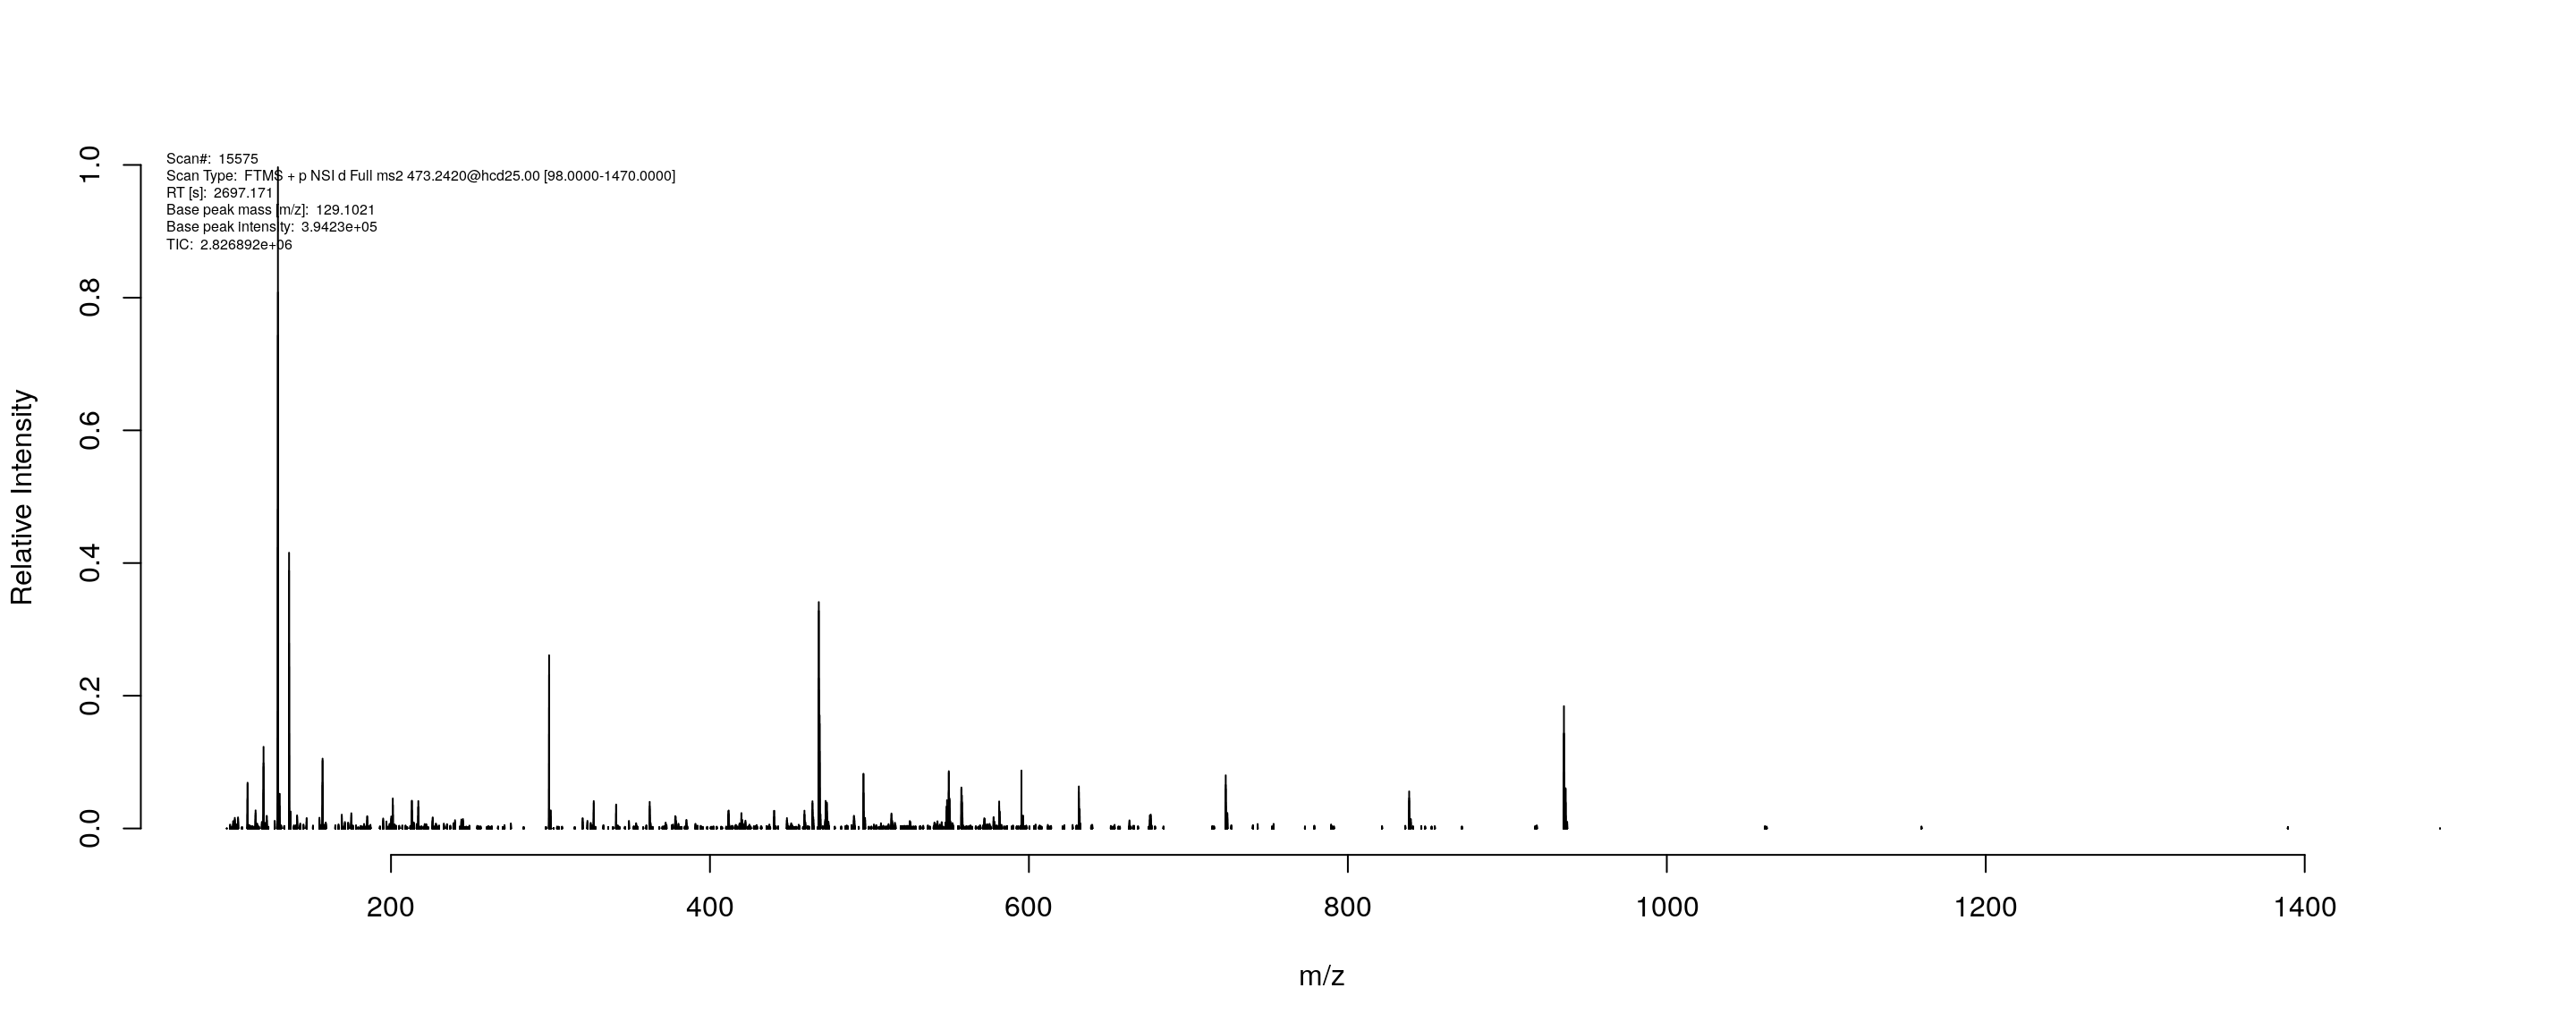 Scan#: 15575
Scan Type: FTMS + p NSI d Full ms2 473.2420@hcd25.00 [98.0000-1470.0000]
RT [s]: 2697.171
Base peak mass [m/z]: 129.1021
Base peak intensity: 3.9423e+05
TIC: 2.826892e+06
1.0
0.8
0.6
0.4
0.2
0.0
Relative Intensity
200 400 600 800 1000 1200 1400
m/z